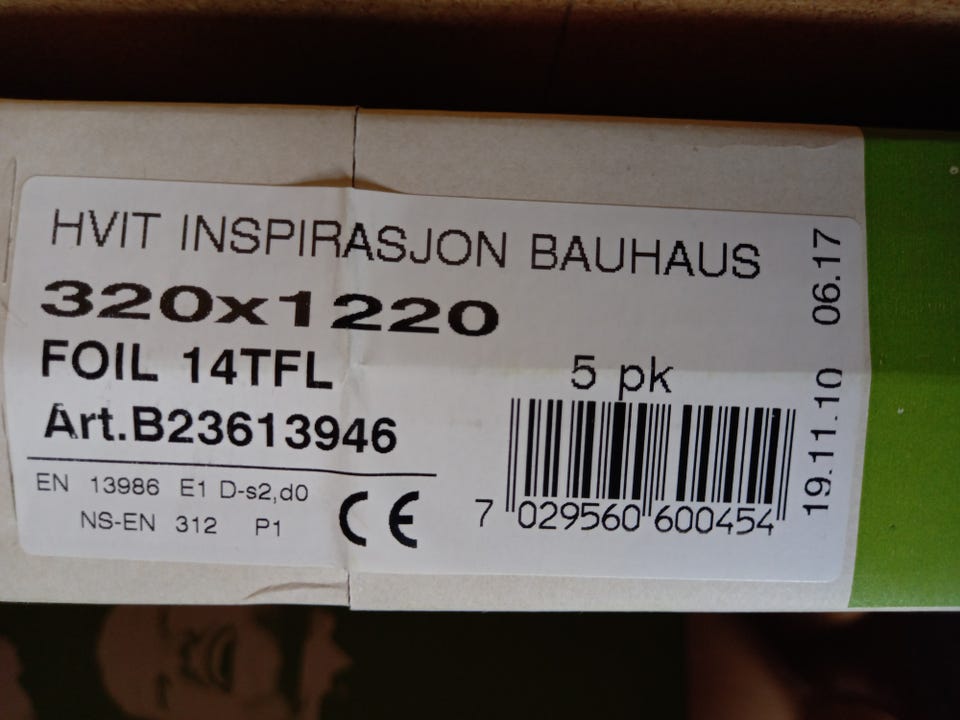 HVIT INSPIRASJON BAUHAUS
320x1220
FOIL 14TFL
Art.B23613946
EN 13986 E1 D-s2,d0
NS-EN 312 P1
CE
5 pk
7 029560 600454
19.11.10 06.17